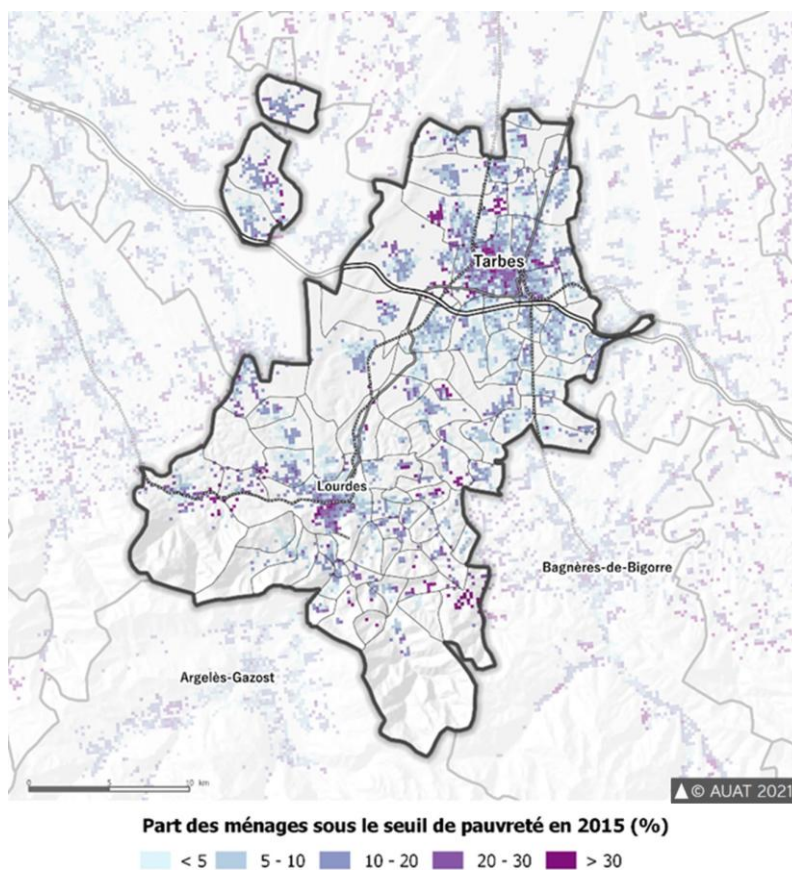 Tarbes
Lourdes
Bagnères-de-Bigorre
Argelès-Gazost
0 5 10 km
© AUAT 2021
Part des ménages sous le seuil de pauvreté en 2015 (%)
< 5 5 - 10 10 - 20 20 - 30 > 30